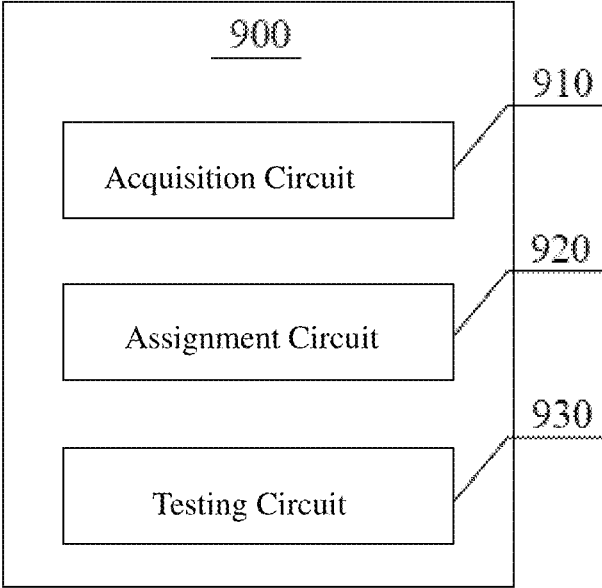 900
910
Acquisition Circuit
920
Assignment Circuit
930
Testing Circuit